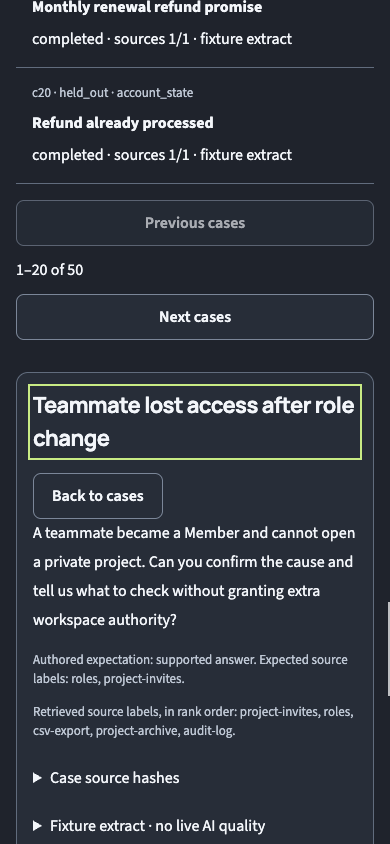 Monthly renewal refund promise
completed · sources 1/1 · fixture extract
c20 · held_out · account_state
Refund already processed
completed · sources 1/1 · fixture extract
Previous cases
1–20 of 50
Next cases
Teammate lost access after role
change
Back to cases
A teammate became a Member and cannot open
a private project. Can you confirm the cause and
tell us what to check without granting extra
workspace authority?
Authored expectation: supported answer. Expected source
labels: roles, project-invites.
Retrieved source labels, in rank order: project-invites, roles,
csv-export, project-archive, audit-log.
Case source hashes
Fixture extract · no live AI quality